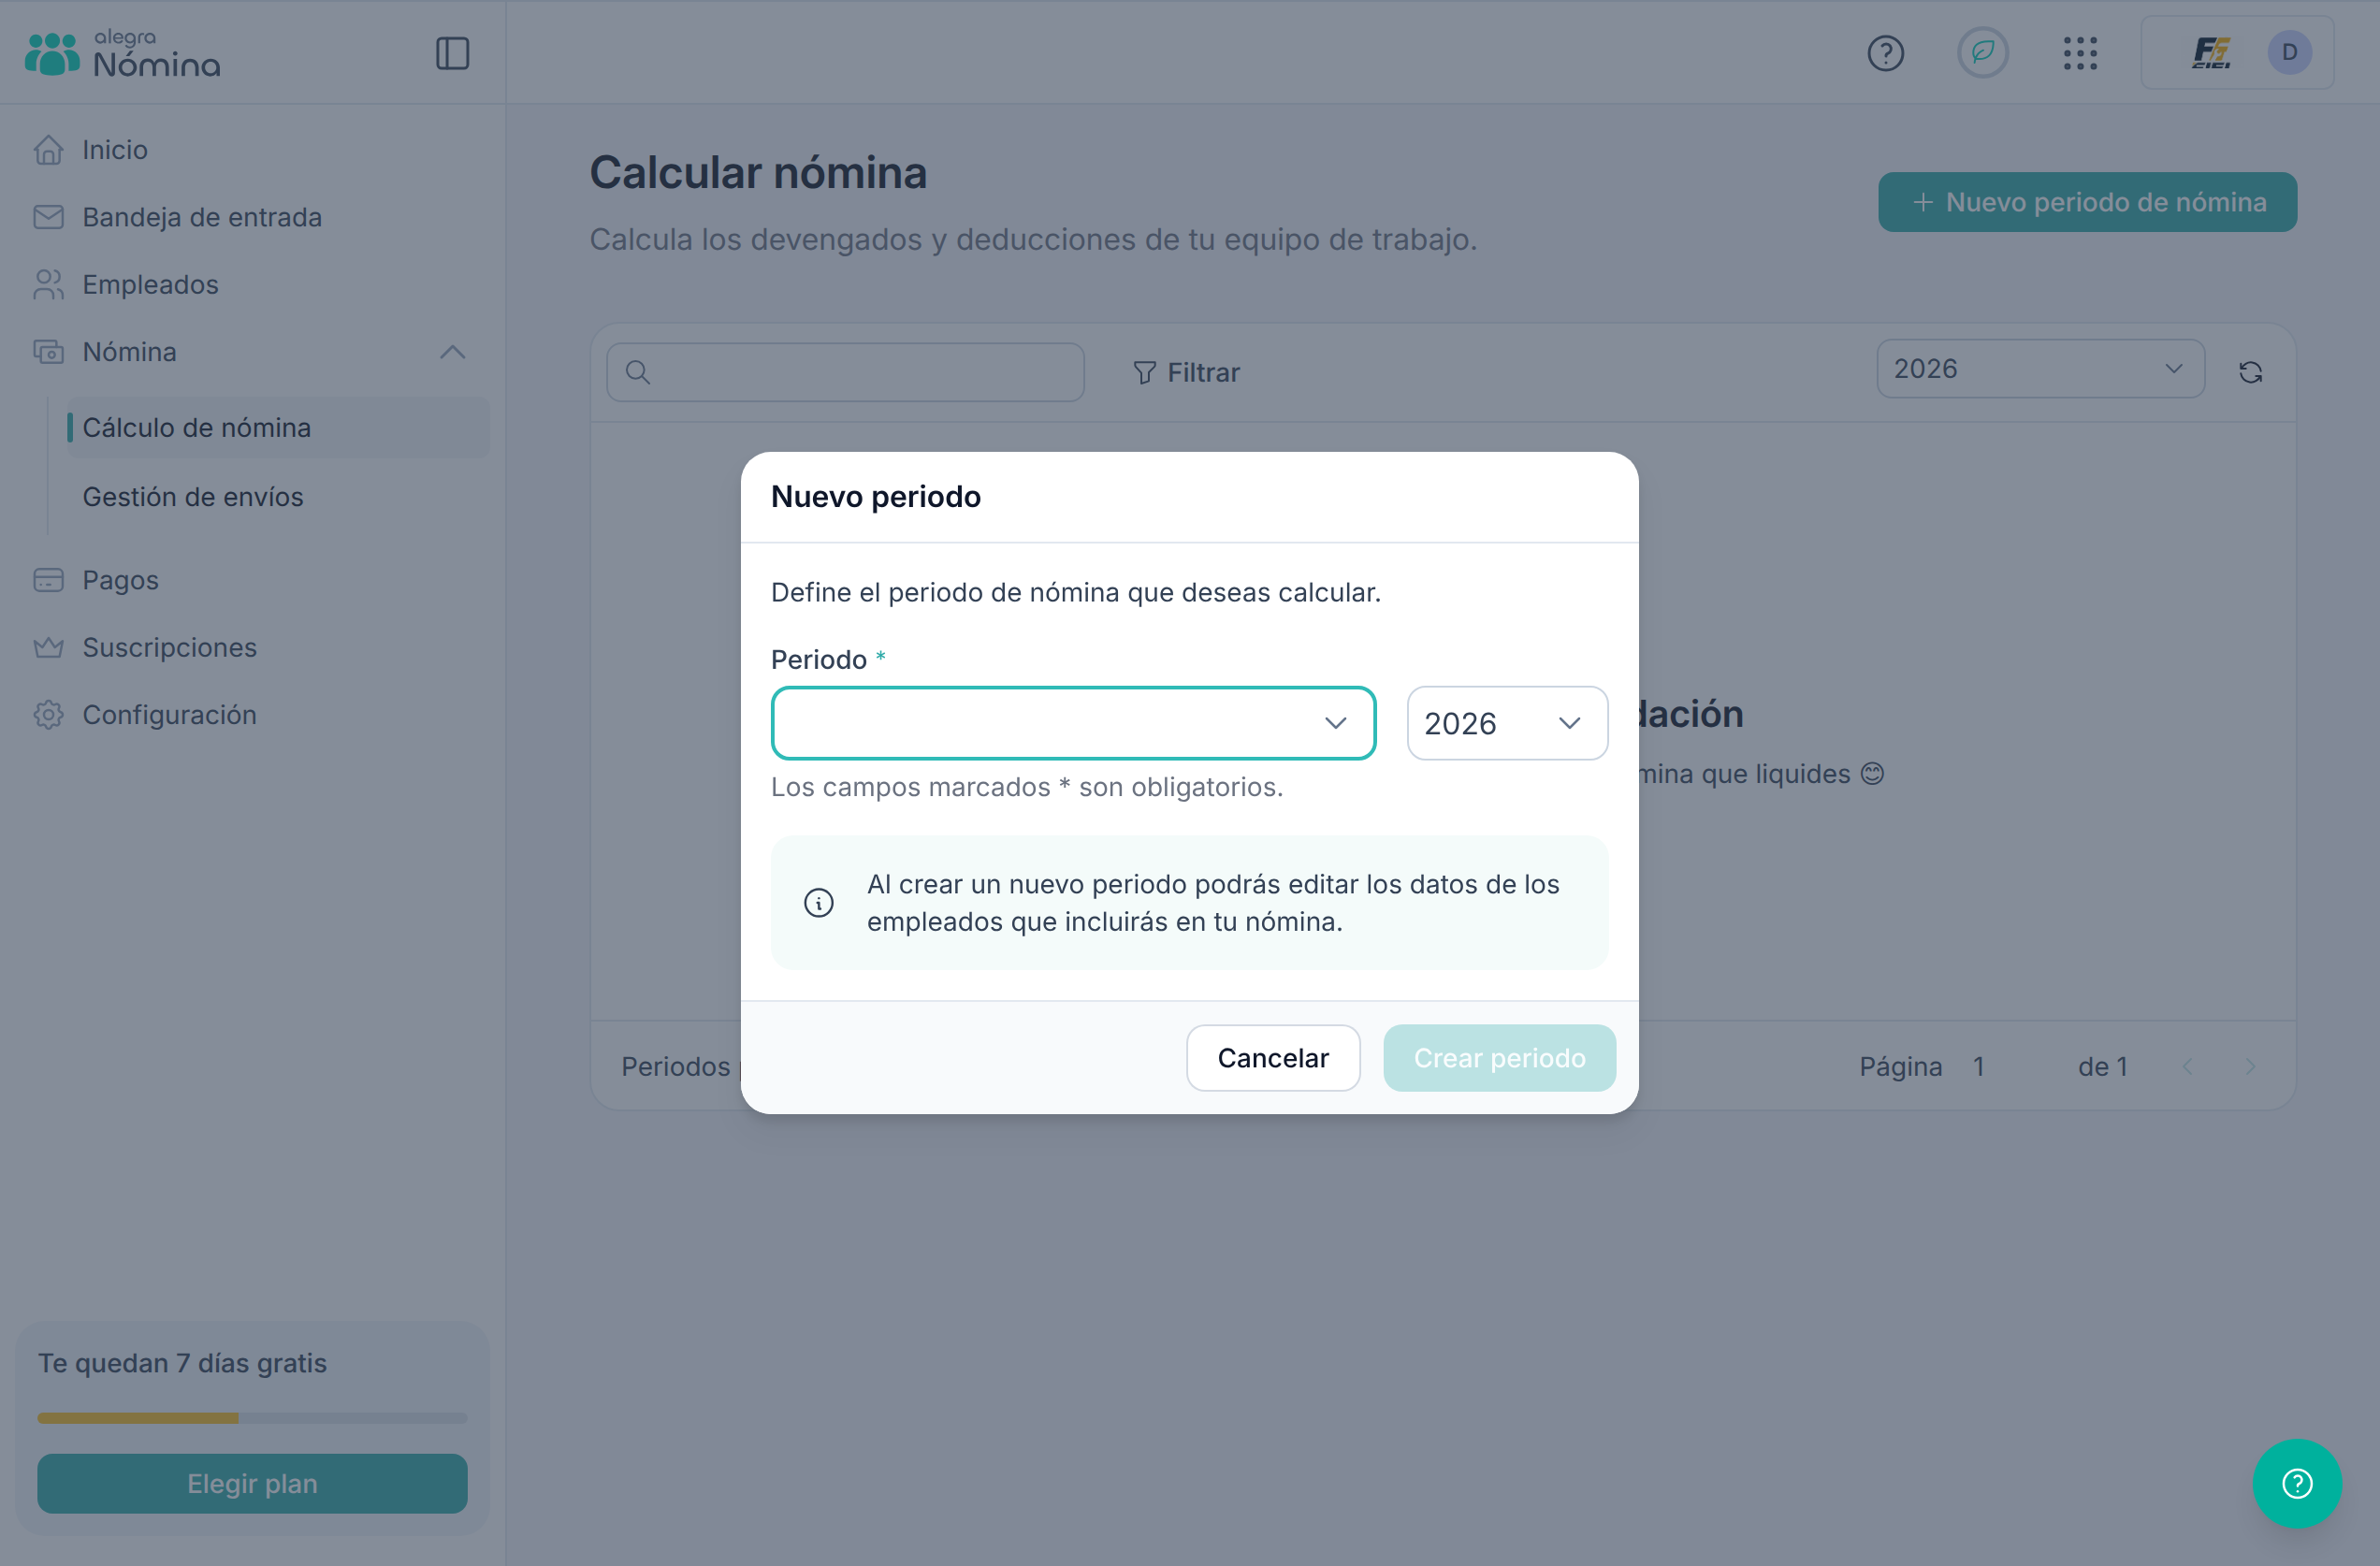 alegra
Nómina
D
Inicio
Bandeja de entrada
Empleados
Nómina
Cálculo de nómina
Gestión de envíos
Pagos
Suscripciones
Configuración
Te quedan 7 días gratis
Elegir plan
Calcular nómina
Calcula los devengados y deducciones de tu equipo de trabajo.
+ Nuevo periodo de nómina
Filtrar
2026
dación
mina que liquides 😊
Periodos
Página 1 de 1
Nuevo periodo
Define el periodo de nómina que deseas calcular.
Periodo *
2026
Los campos marcados * son obligatorios.
Al crear un nuevo periodo podrás editar los datos de los
empleados que incluirás en tu nómina.
Cancelar
Crear periodo